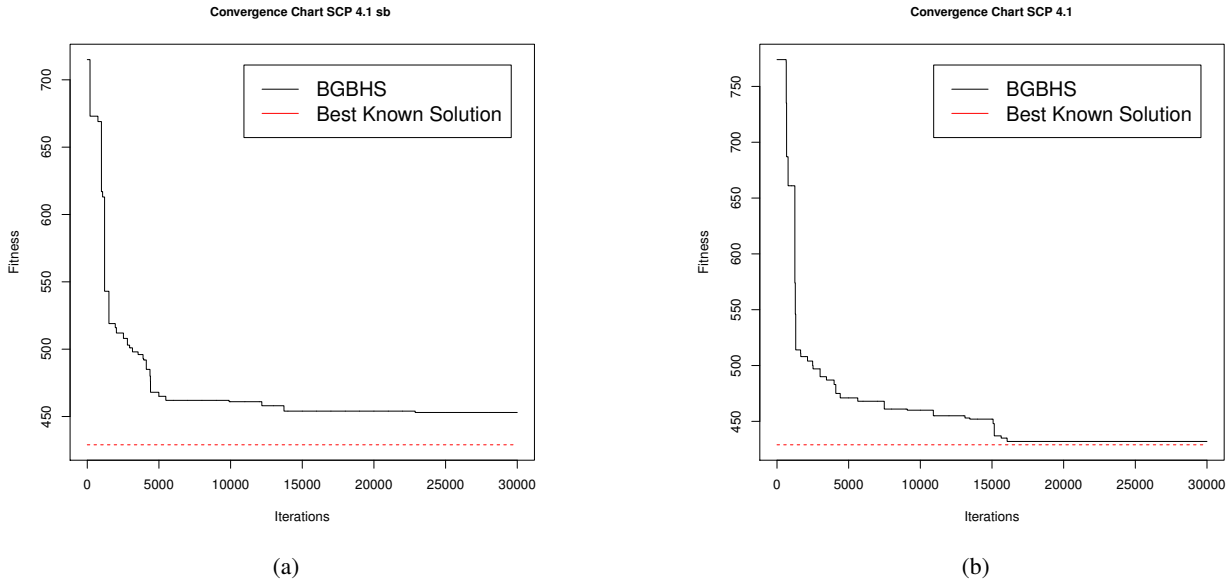 Convergence Chart SCP 4.1 sb
Fitness
700
650
600
550
500
450
BGBHS
Best Known Solution
0 5000 10000 15000 20000 25000 30000
Iterations
(a)
Convergence Chart SCP 4.1
Fitness
750
700
650
600
550
500
450
BGBHS
Best Known Solution
0 5000 10000 15000 20000 25000 30000
Iterations
(b)